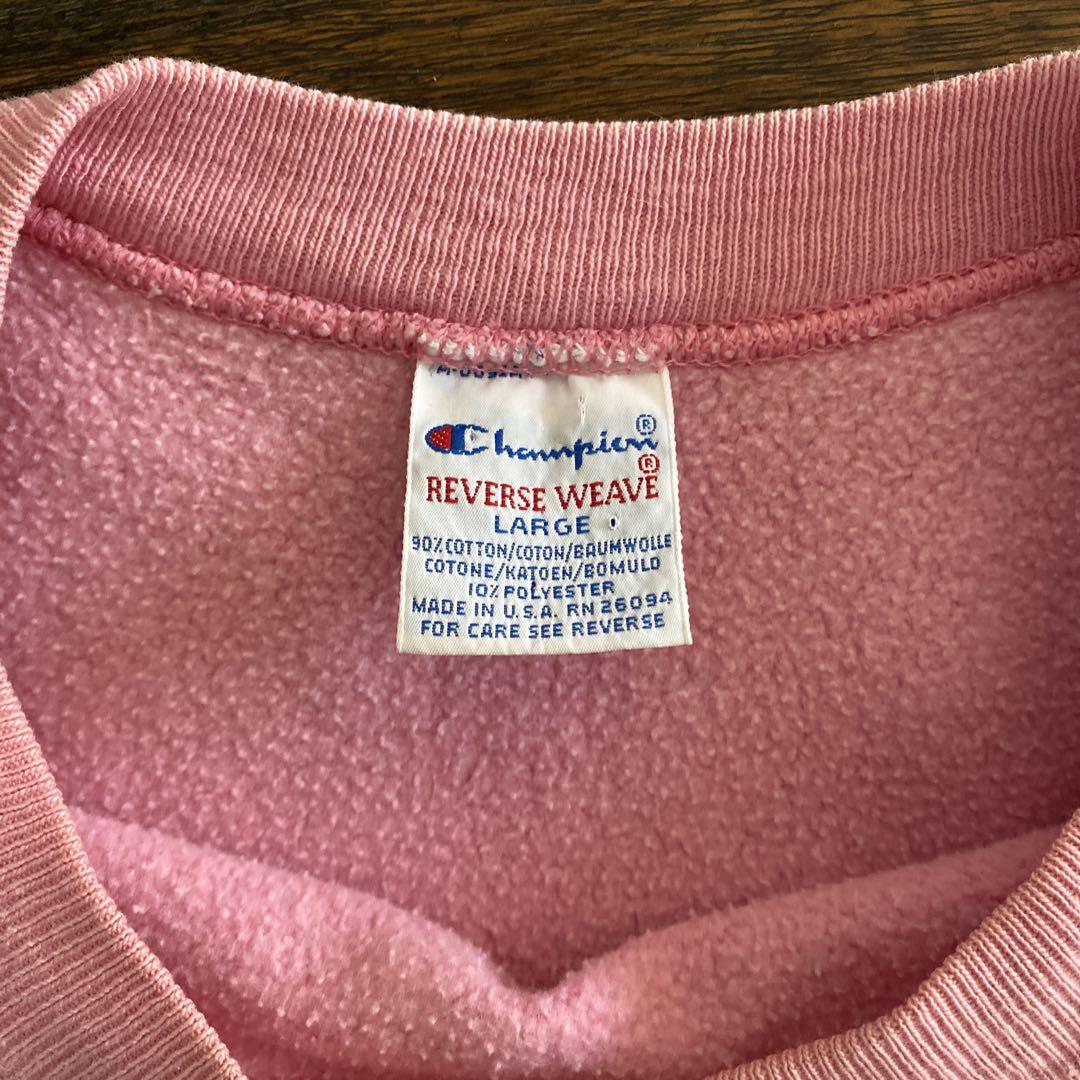 Champion®
REVERSE WEAVE®
LARGE
90% COTTON/COTON/BAUMWOLLE
COTONE/KATOEN/BOMULD
10% POLYESTER
MADE IN U.S.A. RN 26094
FOR CARE SEE REVERSE